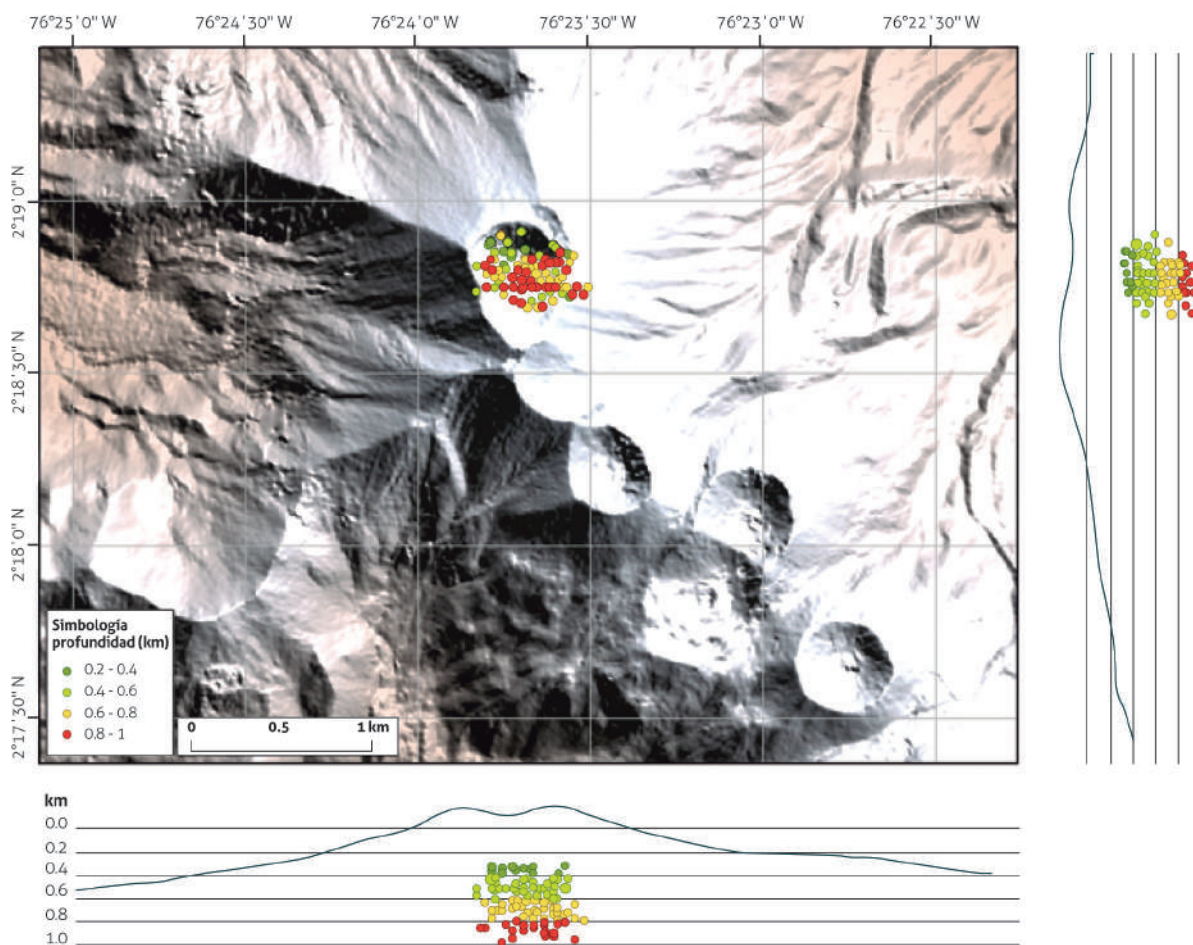 76°25'0"W 76°24'30"W 76°24'0"W 76°23'30"W 76°23'0"W 76°22'30"W
2°19'0"N
2°18'30"N
2°18'0"N
2°17'30"N
Simbología
profundidad (km)
0.2 - 0.4
0.4 - 0.6
0.6 - 0.8
0.8 - 1
0 0.5 1 km
km
0.0
0.2
0.4
0.6
0.8
1.0